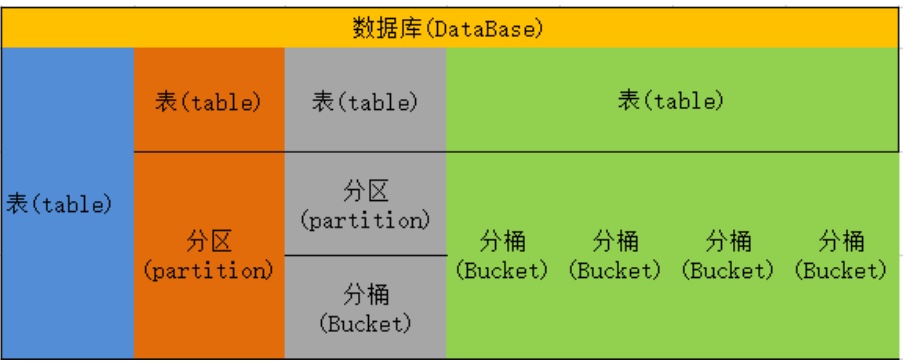 数据库(DataBase)
表(table)
表(table)
表(table)
表(table)
分区
(partition)
分区
(partition)
分桶
(Bucket)
分桶
(Bucket)
分桶
(Bucket)
分桶
(Bucket)
分桶
(Bucket)